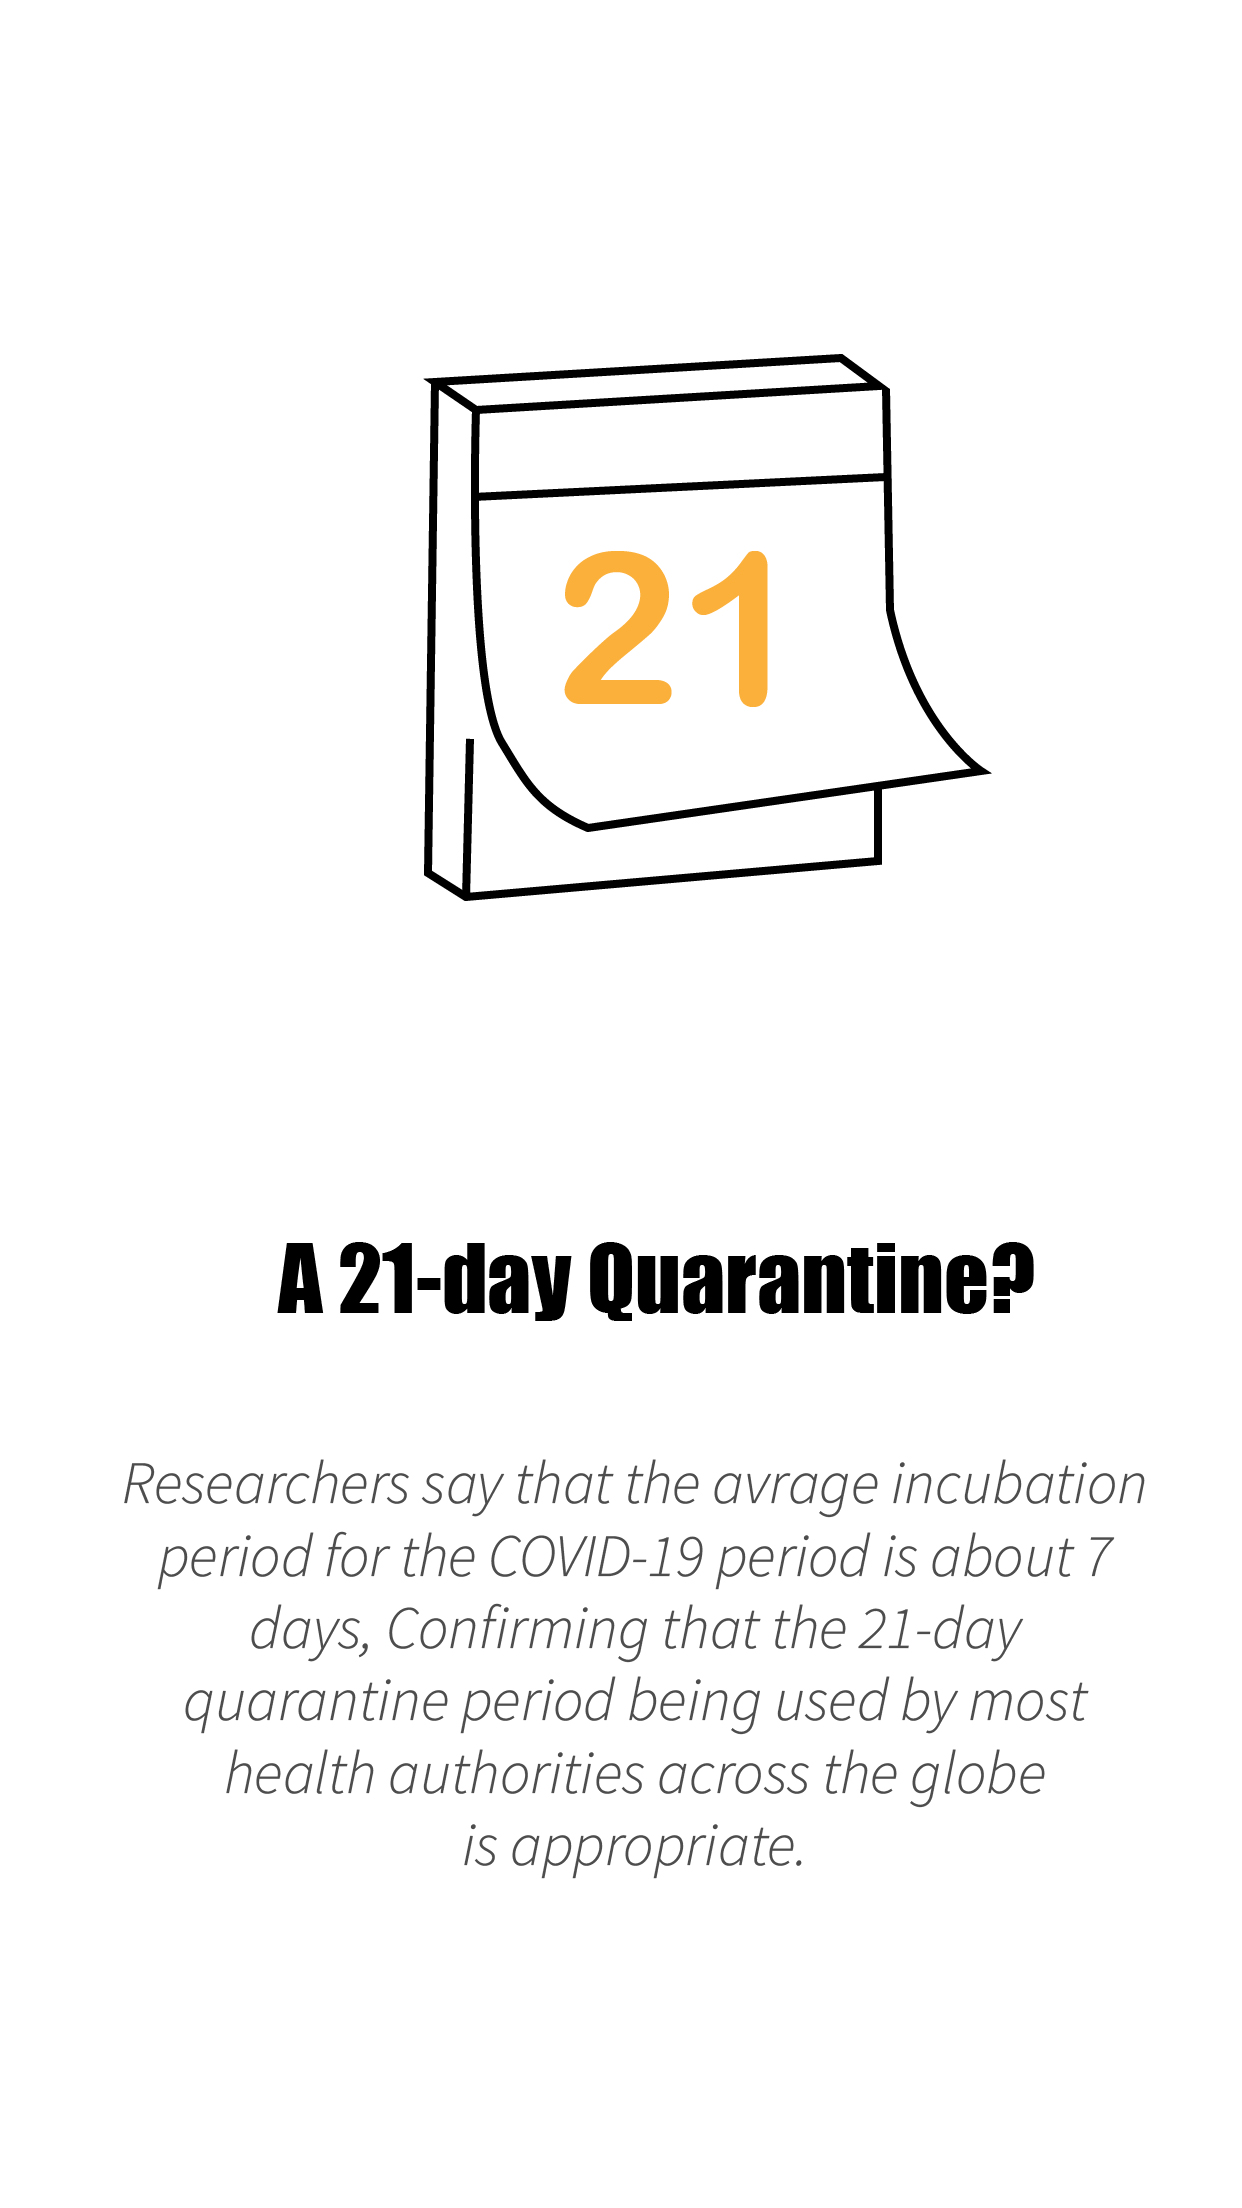 21
A 21-day Quarantine?
Researchers say that the avrage incubation
period for the COVID-19 period is about 7
days, Confirming that the 21-day
quarantine period being used by most
health authorities across the globe
is appropriate.